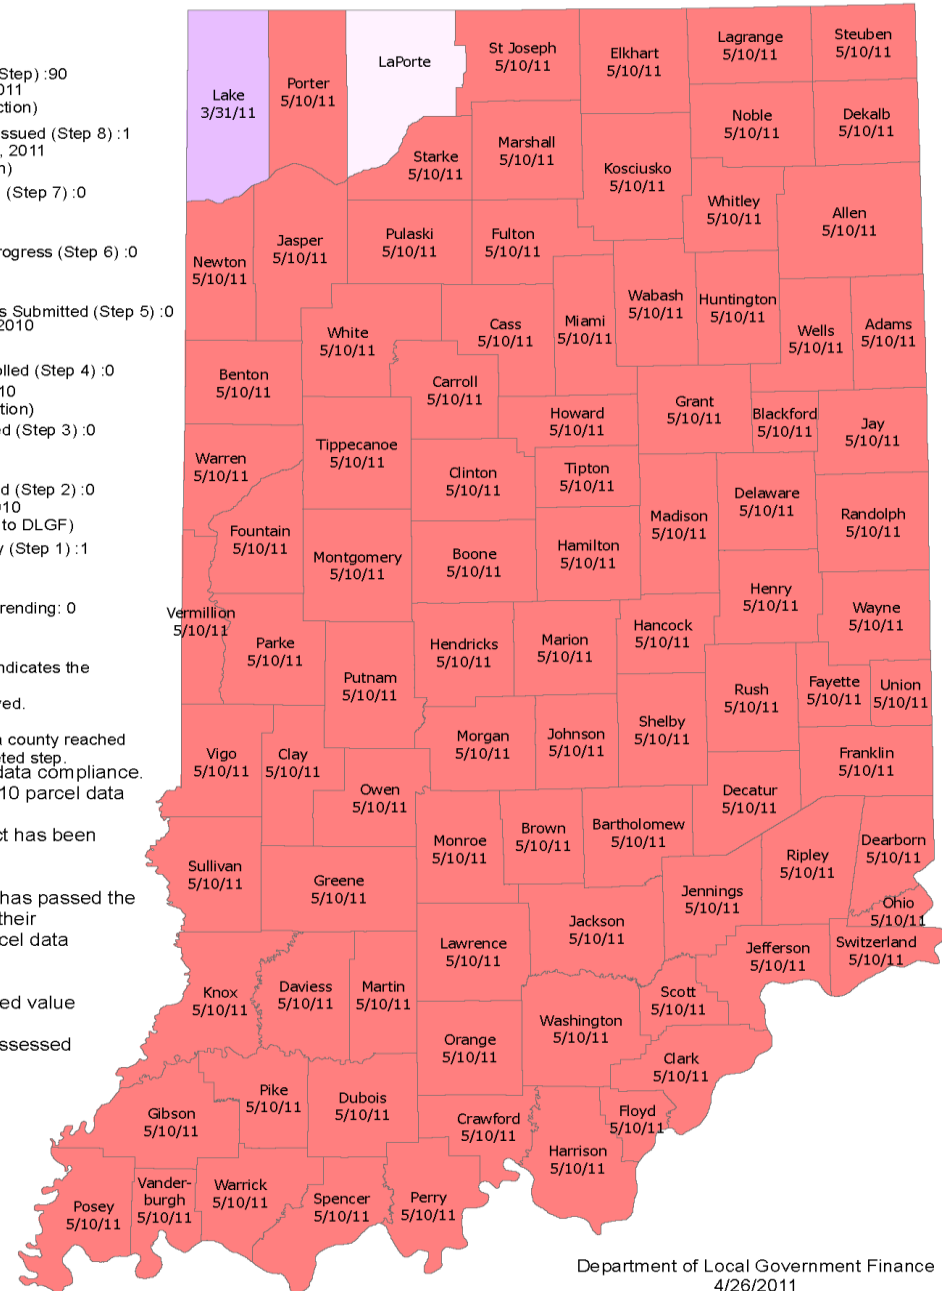 Step) :90
011
ction)
ssued (Step 8) :1
, 2011
n)
(Step 7) :0
rogress (Step 6) :0
s Submitted (Step 5) :0
2010
olled (Step 4) :0
10
tion)
ed (Step 3) :0
d (Step 2) :0
10
to DLGF)
y (Step 1) :1
rending: 0
ndicates the
ved.
a county reached
eted step.
data compliance.
10 parcel data
ct has been
has passed the
their
cel data
ed value
ssessed
Lake
3/31/11
Porter
5/10/11
LaPorte
St Joseph
5/10/11
Elkhart
5/10/11
Lagrange
5/10/11
Steuben
5/10/11
Noble
5/10/11
Dekalb
5/10/11
Starke
5/10/11
Marshall
5/10/11
Kosciusko
5/10/11
Whitley
5/10/11
Allen
5/10/11
Newton
5/10/11
Jasper
5/10/11
Pulaski
5/10/11
Fulton
5/10/11
White
5/10/11
Cass
5/10/11
Miami
5/10/11
Wabash
5/10/11
Huntington
5/10/11
Wells
5/10/11
Adams
5/10/11
Benton
5/10/11
Carroll
5/10/11
Howard
5/10/11
Grant
5/10/11
Blackford
5/10/11
Jay
5/10/11
Warren
5/10/11
Tippecanoe
5/10/11
Clinton
5/10/11
Tipton
5/10/11
Madison
5/10/11
Delaware
5/10/11
Randolph
5/10/11
Fountain
5/10/11
Montgomery
5/10/11
Boone
5/10/11
Hamilton
5/10/11
Henry
5/10/11
Wayne
5/10/11
Vermillion
5/10/11
Parke
5/10/11
Putnam
5/10/11
Hendricks
5/10/11
Marion
5/10/11
Hancock
5/10/11
Rush
5/10/11
Fayette
5/10/11
Union
5/10/11
Vigo
5/10/11
Clay
5/10/11
Owen
5/10/11
Morgan
5/10/11
Johnson
5/10/11
Shelby
5/10/11
Franklin
5/10/11
Decatur
5/10/11
Sullivan
5/10/11
Greene
5/10/11
Monroe
5/10/11
Brown
5/10/11
Bartholomew
5/10/11
Jennings
5/10/11
Ripley
5/10/11
Dearborn
5/10/11
Ohio
5/10/11
Knox
5/10/11
Daviess
5/10/11
Martin
5/10/11
Lawrence
5/10/11
Jackson
5/10/11
Jefferson
5/10/11
Switzerland
5/10/11
Scott
5/10/11
Orange
5/10/11
Washington
5/10/11
Clark
5/10/11
Gibson
5/10/11
Pike
5/10/11
Dubois
5/10/11
Crawford
5/10/11
Floyd
5/10/11
Harrison
5/10/11
Posey
5/10/11
Vander-
burgh
5/10/11
Warrick
5/10/11
Spencer
5/10/11
Perry
5/10/11
Department of Local Government Finance
4/26/2011